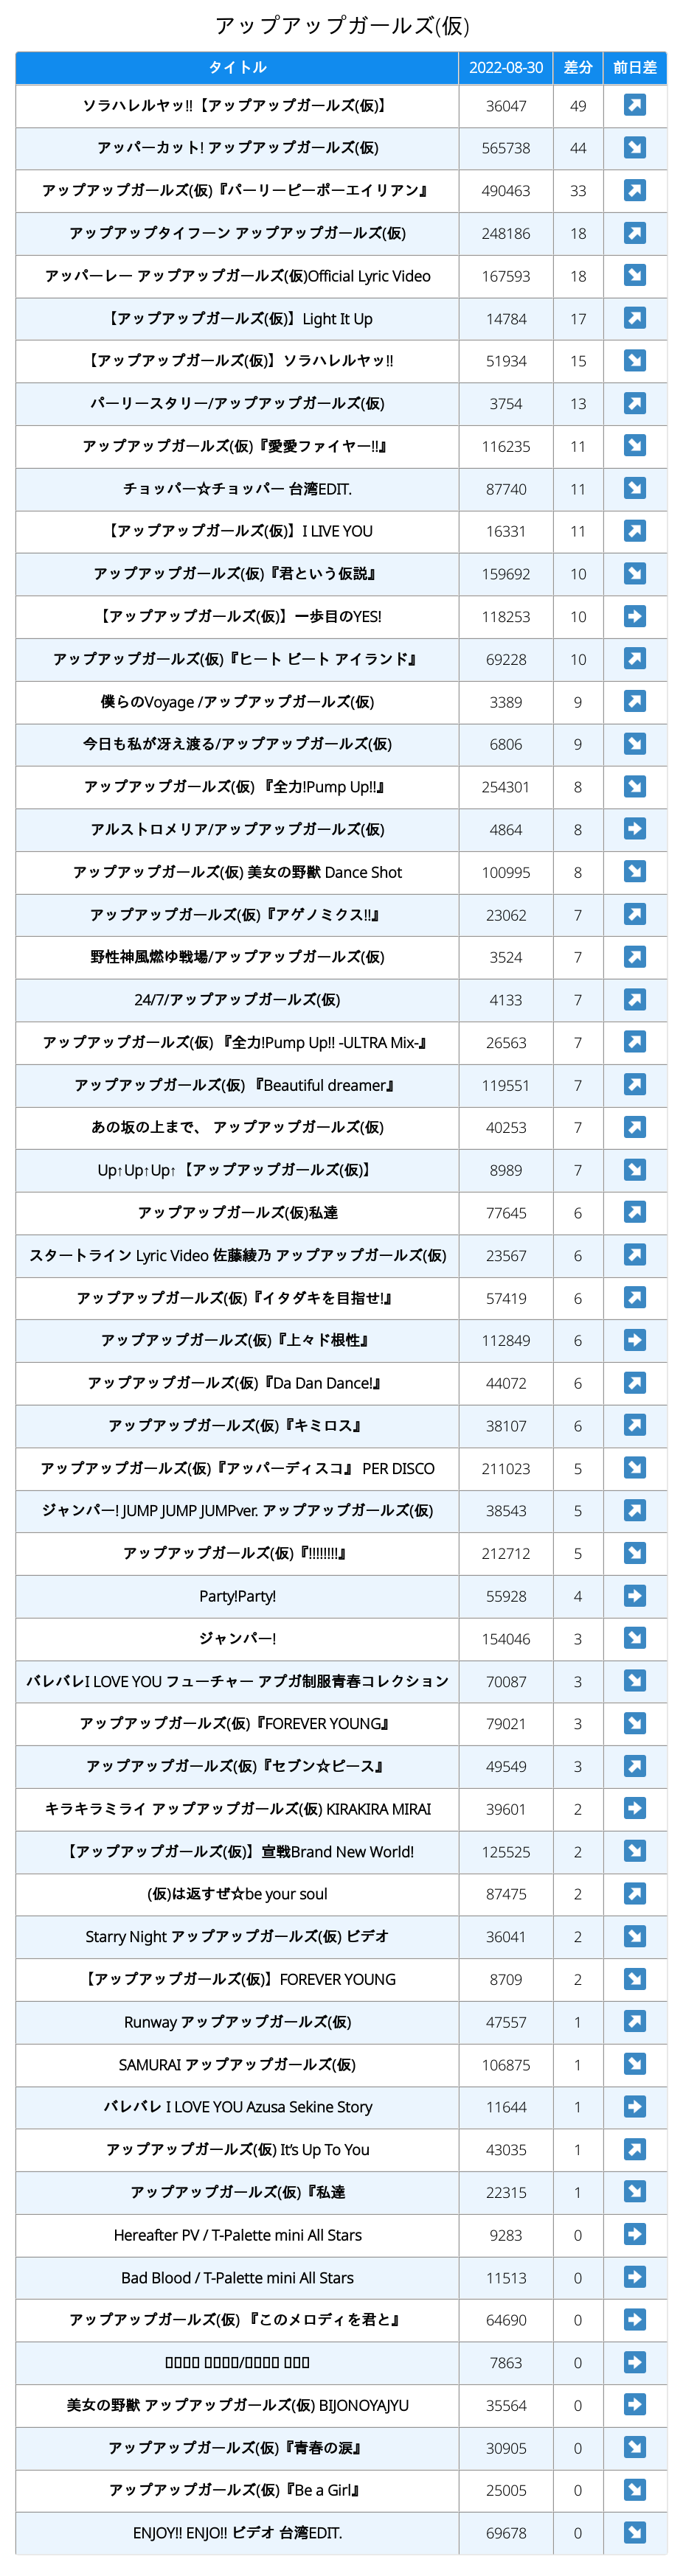 アップアップガールズ(仮)
タイトル 2022-08-30 差分 前日差
ソラハレルヤッ!!【アップアップガールズ(仮)】 36047 49 ↗
アッパーカット! アップアップガールズ(仮) 565738 44 ↘
アップアップガールズ(仮)『パーリーピーポーエイリアン』 490463 33 ↗
アップアップタイフーン アップアップガールズ(仮) 248186 18 ↗
アッパーレー アップアップガールズ(仮)Official Lyric Video 167593 18 ↘
【アップアップガールズ(仮)】Light It Up 14784 17 ↗
【アップアップガールズ(仮)】ソラハレルヤッ!! 51934 15 ↘
パーリースタリー/アップアップガールズ(仮) 3754 13 ↗
アップアップガールズ(仮)『愛愛ファイヤー!!』 116235 11 ↘
チョッパー☆チョッパー 台湾EDIT. 87740 11 ↘
【アップアップガールズ(仮)】I LIVE YOU 16331 11 ↗
アップアップガールズ(仮)『君という仮説』 159692 10 ↘
【アップアップガールズ(仮)】一歩目のYES! 118253 10 ➡
アップアップガールズ(仮)『ヒート ビート アイランド』 69228 10 ↗
僕らのVoyage /アップアップガールズ(仮) 3389 9 ↗
今日も私が冴え渡る/アップアップガールズ(仮) 6806 9 ↘
アップアップガールズ(仮) 『全力!Pump Up!!』 254301 8 ↘
アルストロメリア/アップアップガールズ(仮) 4864 8 ➡
アップアップガールズ(仮) 美女の野獣 Dance Shot 100995 8 ↘
アップアップガールズ(仮)『アゲノミクス!!』 23062 7 ↗
野性神風燃ゆ戦場/アップアップガールズ(仮) 3524 7 ↗
24/7/アップアップガールズ(仮) 4133 7 ↗
アップアップガールズ(仮) 『全力!Pump Up!! -ULTRA Mix-』 26563 7 ↗
アップアップガールズ(仮) 『Beautiful dreamer』 119551 7 ↗
あの坂の上まで、 アップアップガールズ(仮) 40253 7 ↗
Up↑Up↑Up↑【アップアップガールズ(仮)】 8989 7 ↘
アップアップガールズ(仮)私達 77645 6 ↗
スタートライン Lyric Video 佐藤綾乃 アップアップガールズ(仮) 23567 6 ↗
アップアップガールズ(仮)『イタダキを目指せ!』 57419 6 ↗
アップアップガールズ(仮)『上々ド根性』 112849 6 ➡
アップアップガールズ(仮)『Da Dan Dance!』 44072 6 ↗
アップアップガールズ(仮)『キミロス』 38107 6 ↗
アップアップガールズ(仮)『アッパーディスコ』 PER DISCO 211023 5 ↘
ジャンパー! JUMP JUMP JUMPver. アップアップガールズ(仮) 38543 5 ↗
アップアップガールズ(仮)『!!!!!!!!』 212712 5 ↘
Party!Party! 55928 4 ➡
ジャンパー! 154046 3 ↘
バレバレI LOVE YOU フューチャー アプガ制服青春コレクション 70087 3 ↘
アップアップガールズ(仮)『FOREVER YOUNG』 79021 3 ↘
アップアップガールズ(仮)『セブン☆ピース』 49549 3 ↗
キラキラミライ アップアップガールズ(仮) KIRAKIRA MIRAI 39601 2 ➡
【アップアップガールズ(仮)】宣戦Brand New World! 125525 2 ↘
(仮)は返すぜ☆be your soul 87475 2 ↗
Starry Night アップアップガールズ(仮) ビデオ 36041 2 ↘
【アップアップガールズ(仮)】FOREVER YOUNG 8709 2 ↘
Runway アップアップガールズ(仮) 47557 1 ↗
SAMURAI アップアップガールズ(仮) 106875 1 ↘
バレバレ I LOVE YOU Azusa Sekine Story 11644 1 ➡
アップアップガールズ(仮) It's Up To You 43035 1 ↗
アップアップガールズ(仮)『私達 22315 1 ↘
Hereafter PV / T-Palette mini All Stars 9283 0 ➡
Bad Blood / T-Palette mini All Stars 11513 0 ➡
アップアップガールズ(仮) 『このメロディを君と』 64690 0 ➡
7863 0 ➡
美女の野獣 アップアップガールズ(仮) BIJONOYAJYU 35564 0 ➡
アップアップガールズ(仮)『青春の涙』 30905 0 ↘
アップアップガールズ(仮)『Be a Girl』 25005 0 ↘
ENJOY!! ENJO!! ビデオ 台湾EDIT. 69678 0 ↘